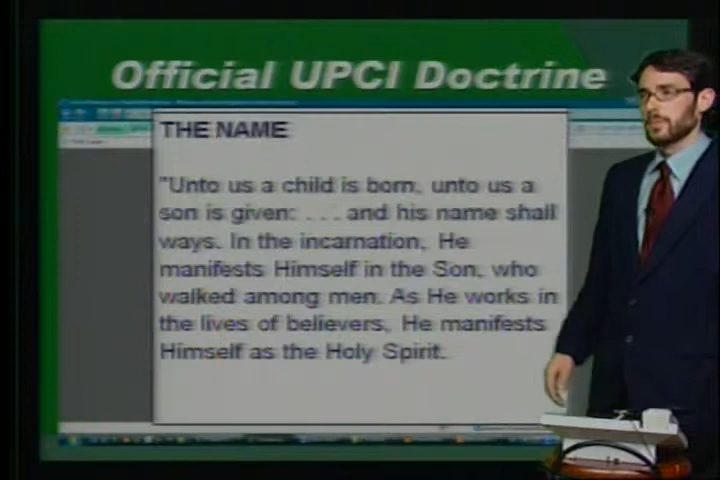 Official UPCI Doctrine
THE NAME
"Unto us a child is born, unto us a
son is given: . . . and his name shall
ways. In the incarnation, He
manifests Himself in the Son, who
walked among men. As He works in
the lives of believers, He manifests
Himself as the Holy Spirit.